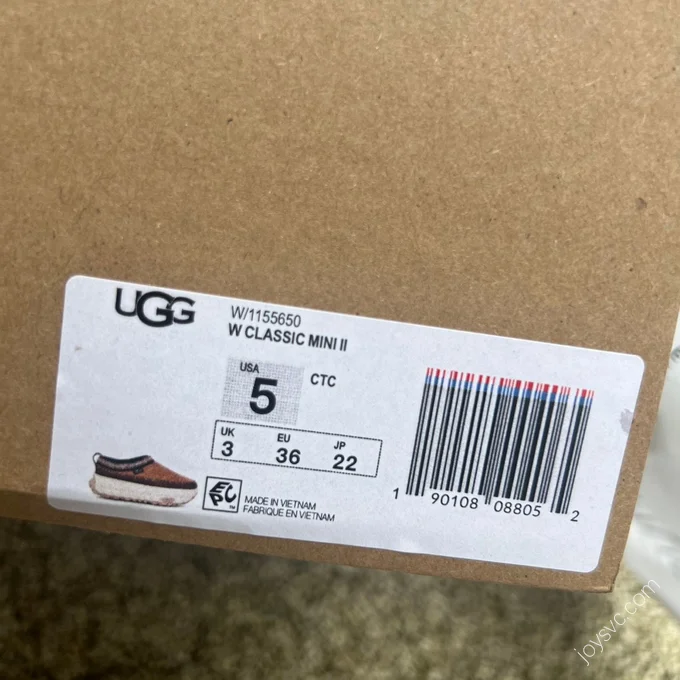 UGG
W/1155650
W CLASSIC MINI II
USA
5
CTC
UK EU JP
3 36 22
MADE IN VIETNAM
FABRIQUE EN VIETNAM
1 90108 08805 2
joysvc.com